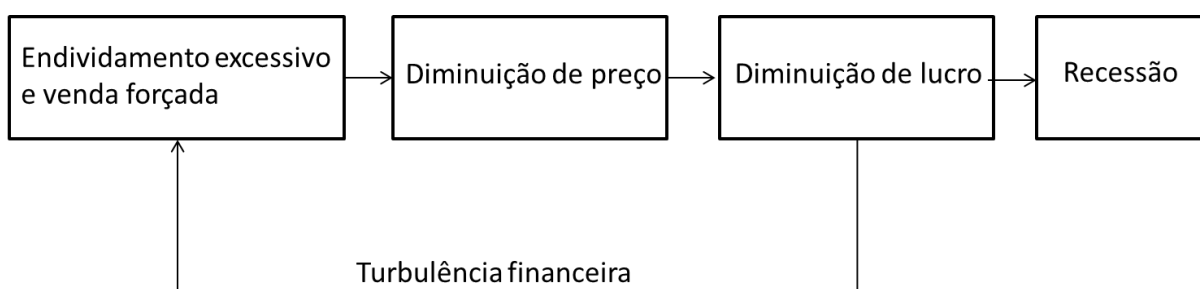 Endividamento excessivo
e venda forçada
Diminuição de preço
Diminuição de lucro
Recessão
Turbulência financeira